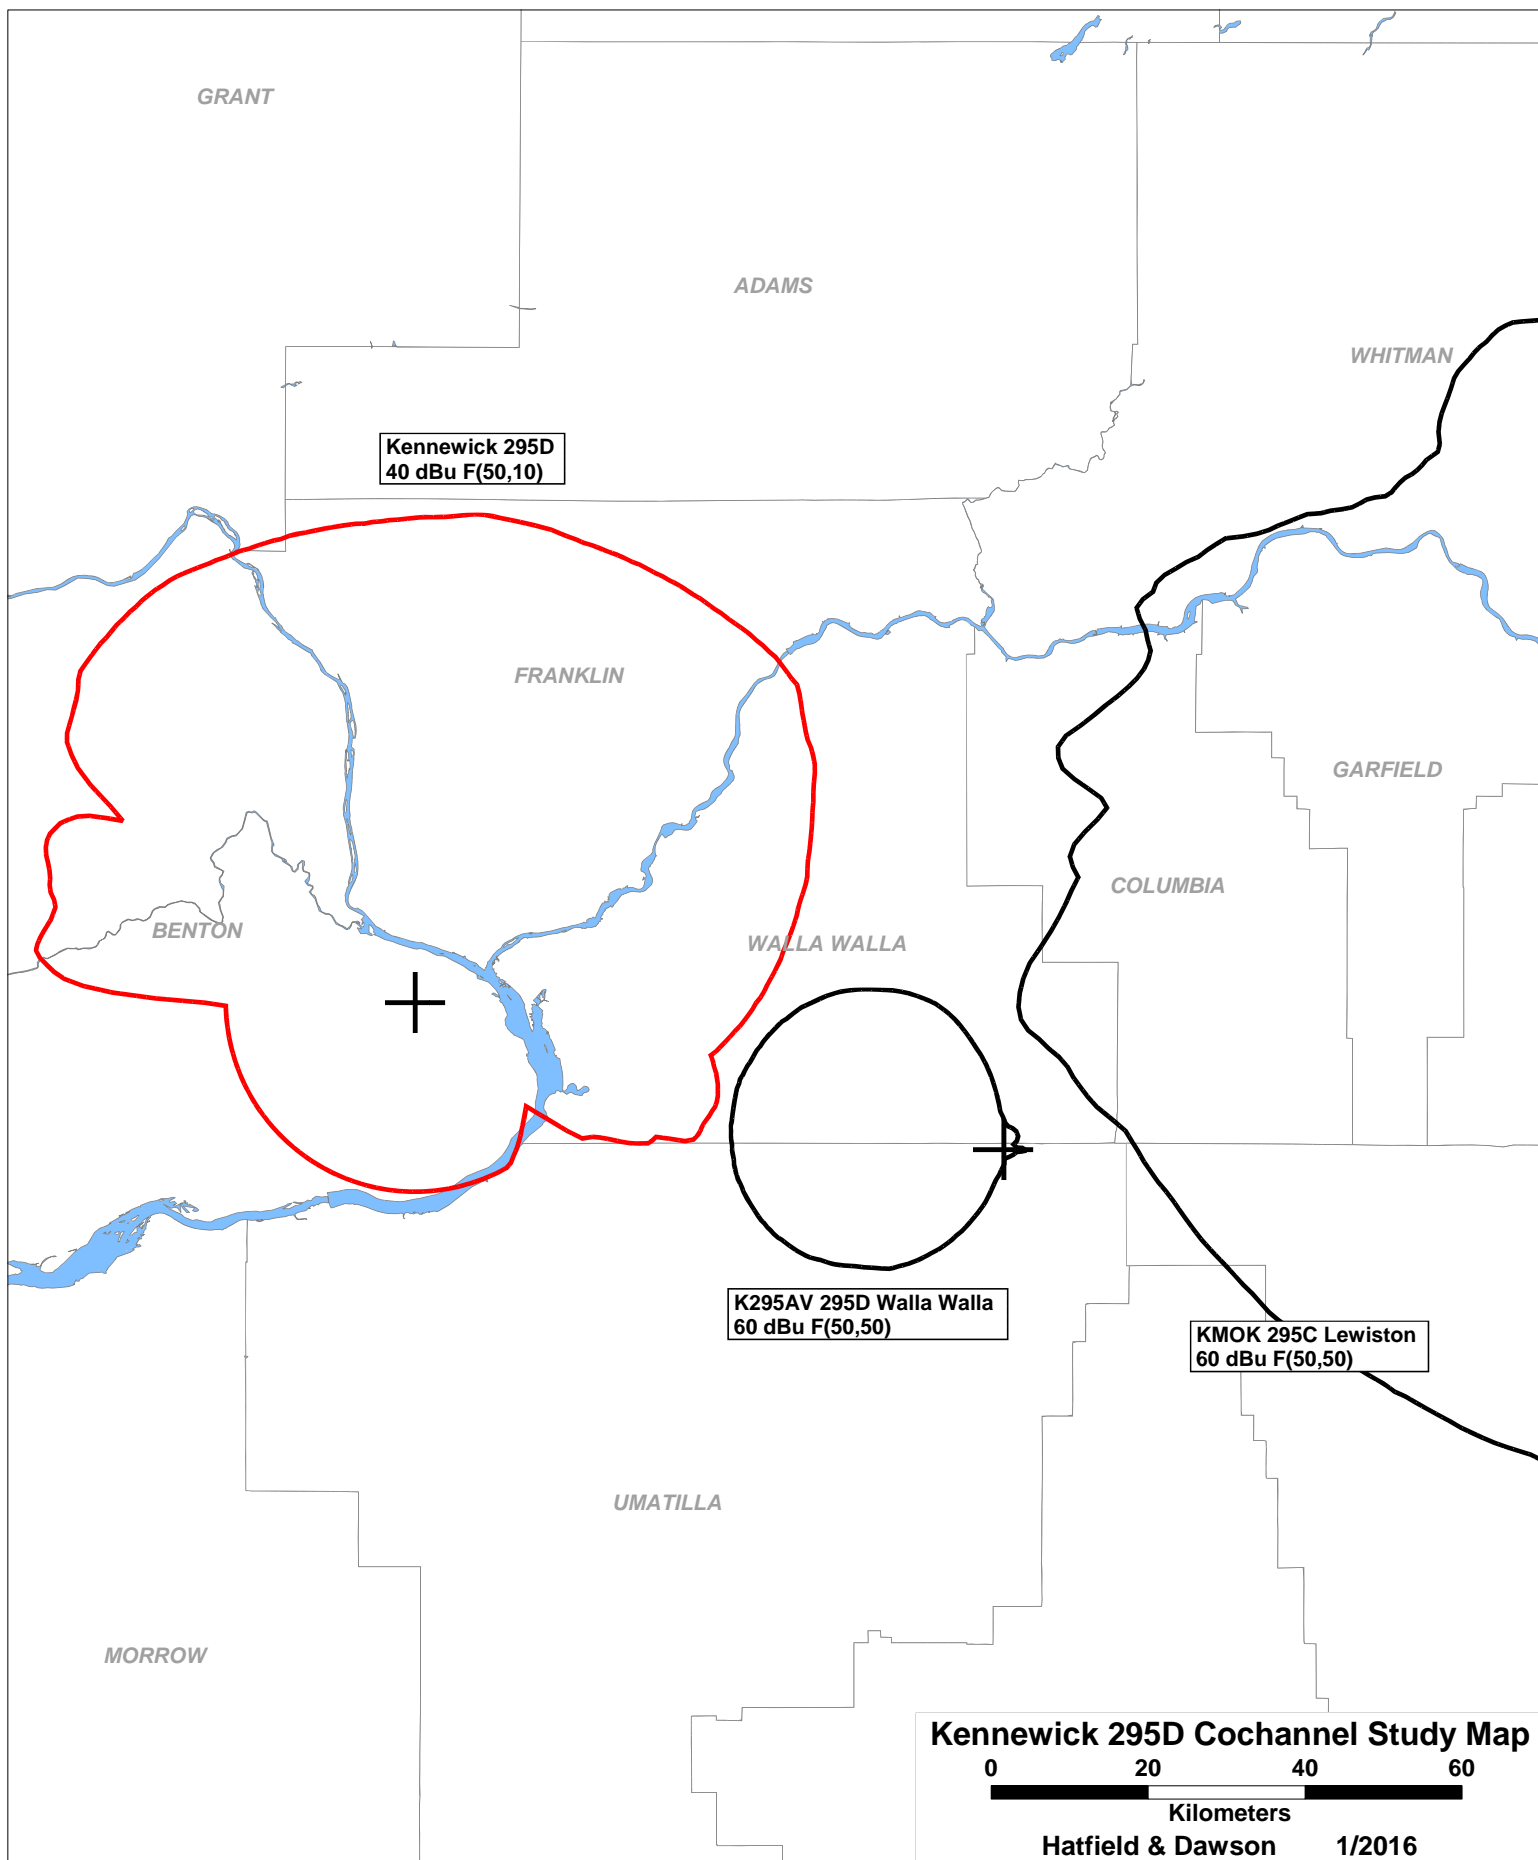 GRANT
ADAMS
WHITMAN
Kennewick 295D
40 dBu F(50,10)
FRANKLIN
GARFIELD
COLUMBIA
BENTON
WALLA WALLA
K295AV 295D Walla Walla
60 dBu F(50,50)
KMOK 295C Lewiston
60 dBu F(50,50)
UMATILLA
MORROW
Kennewick 295D Cochannel Study Map
0 20 40 60
Kilometers
Hatfield & Dawson 1/2016